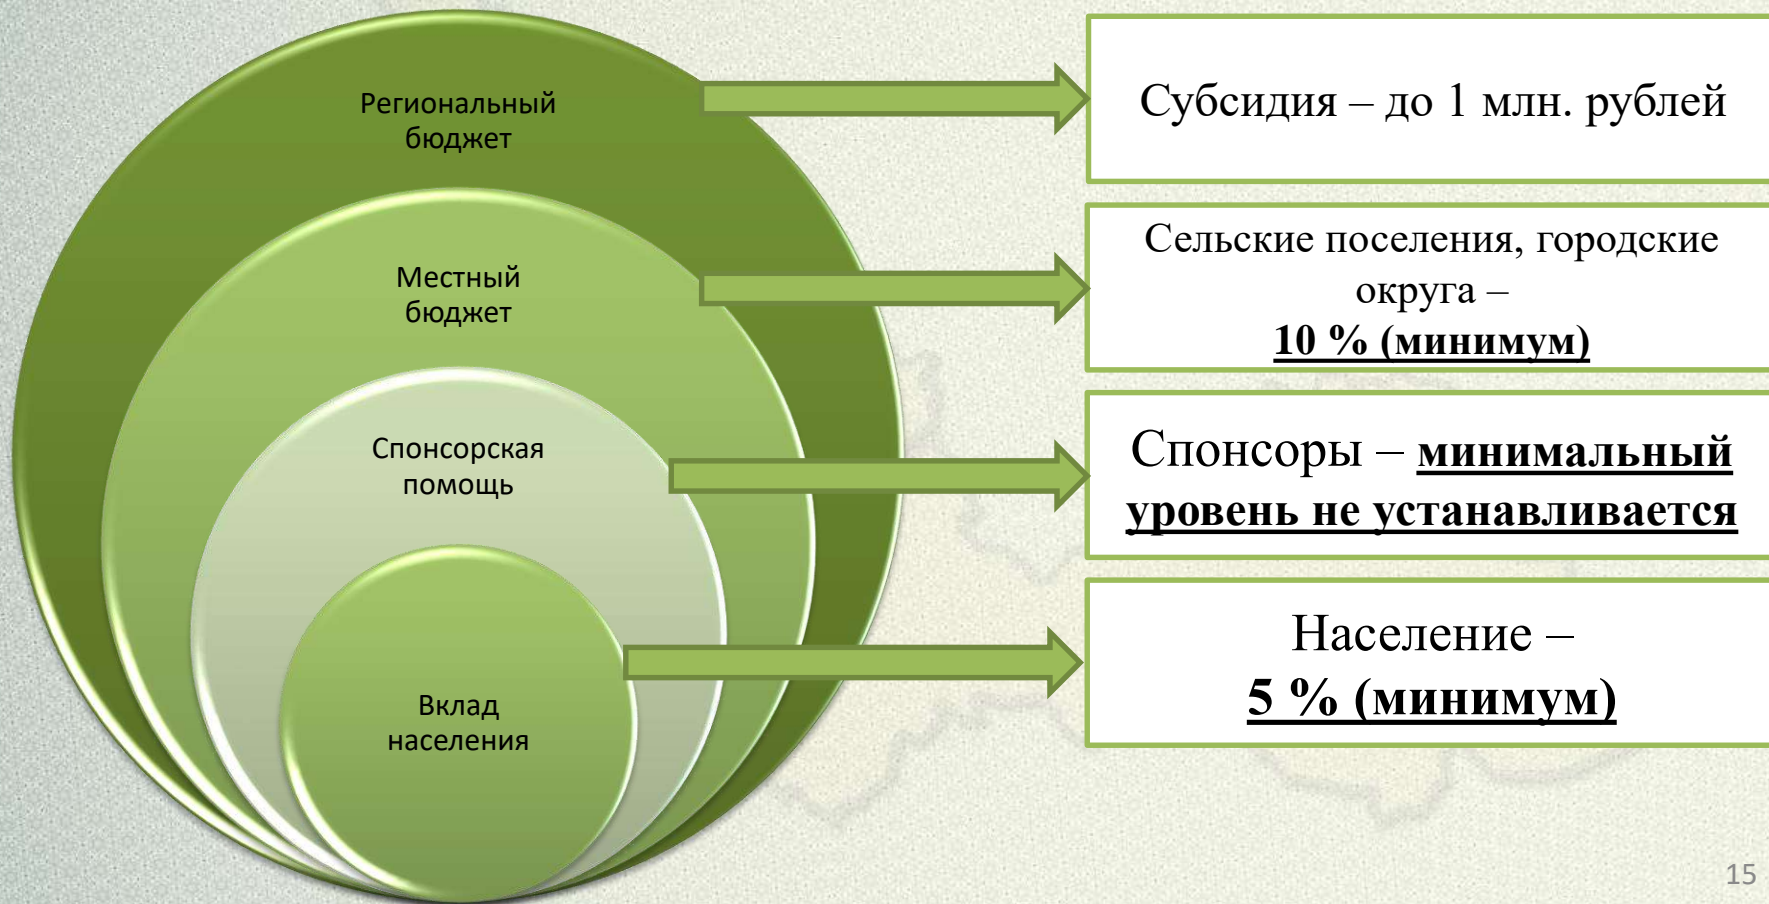 Региональный
бюджет
Субсидия – до 1 млн. рублей
Местный
бюджет
Сельские поселения, городские
округа –
10 % (минимум)
Спонсорская
помощь
Спонсоры – минимальный
уровень не устанавливается
Вклад
населения
Население –
5 % (минимум)
15